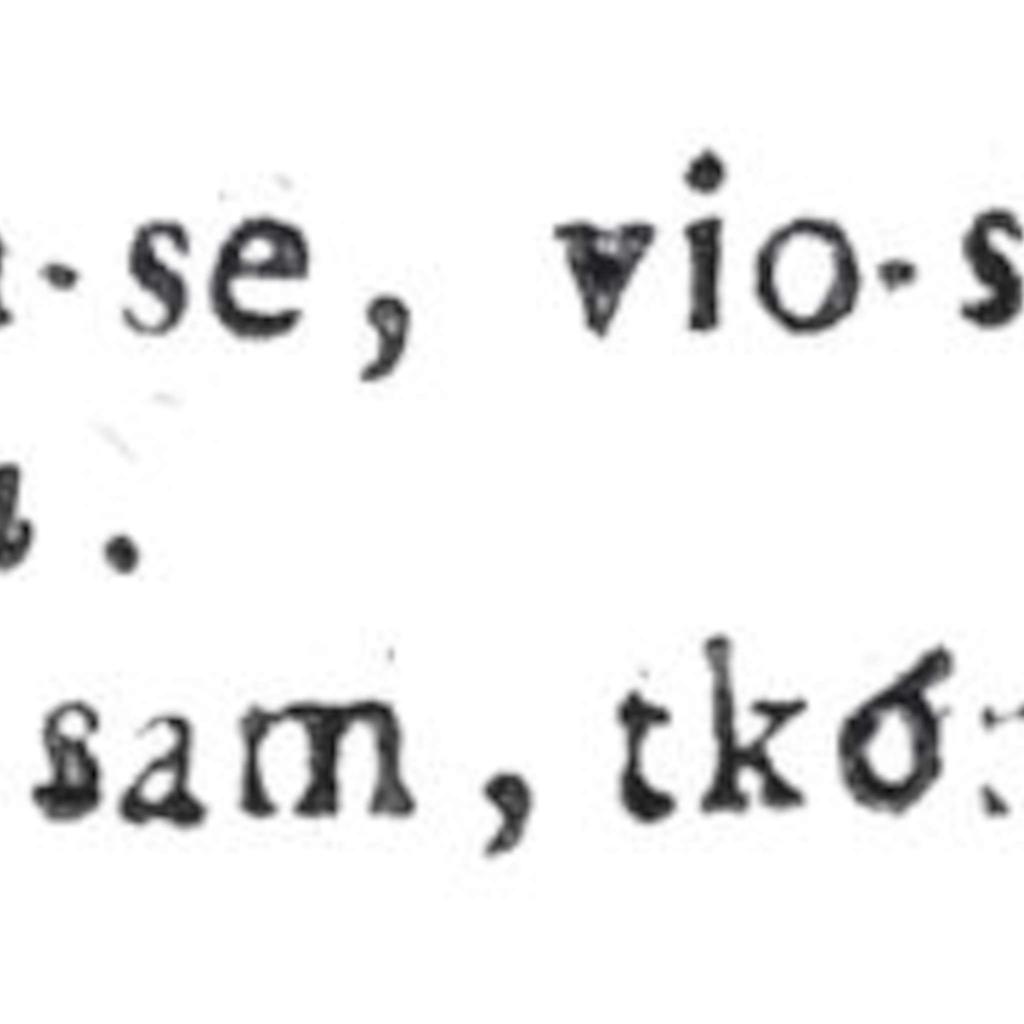 -se, vio-s
.
sam, tkó